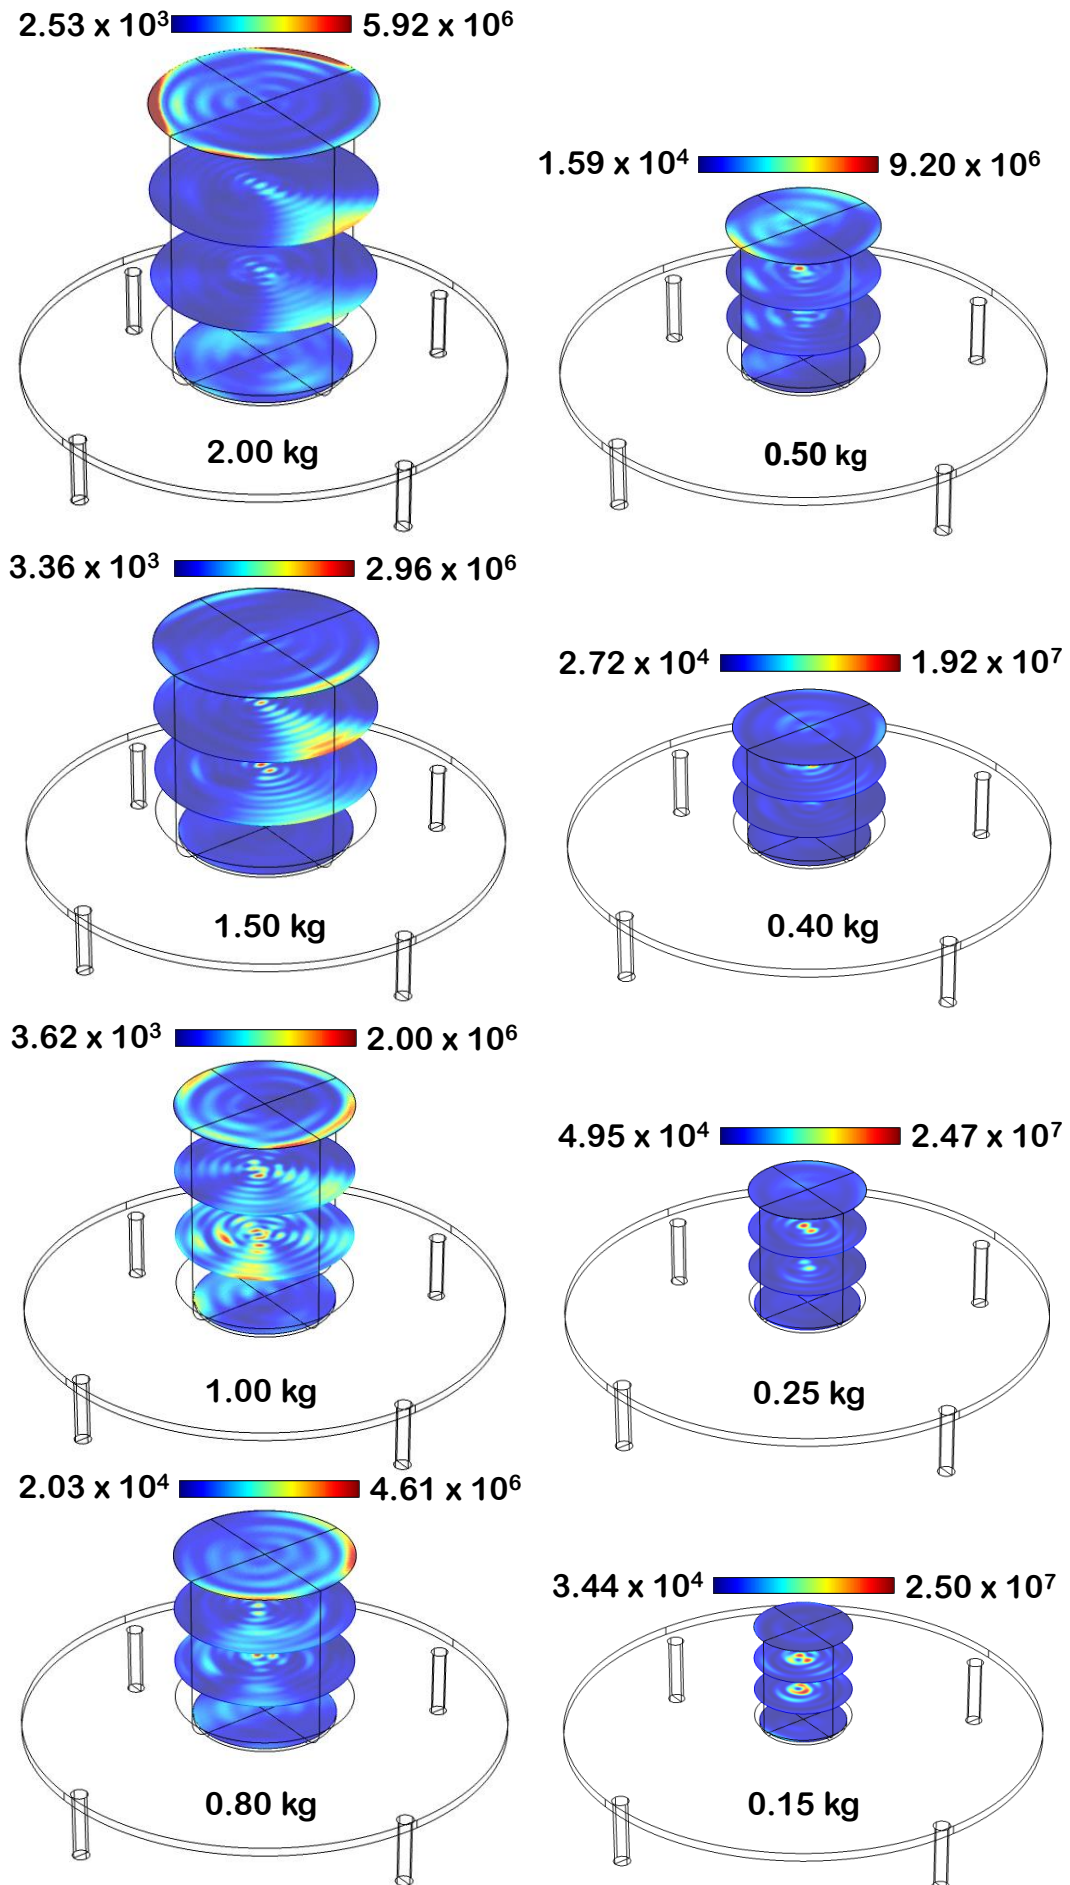 2.53 x 10³ 5.92 x 10⁶
2.00 kg
1.59 x 10⁴ 9.20 x 10⁶
0.50 kg
3.36 x 10³ 2.96 x 10⁶
1.50 kg
2.72 x 10⁴ 1.92 x 10⁷
0.40 kg
3.62 x 10³ 2.00 x 10⁶
1.00 kg
4.95 x 10⁴ 2.47 x 10⁷
0.25 kg
2.03 x 10⁴ 4.61 x 10⁶
0.80 kg
3.44 x 10⁴ 2.50 x 10⁷
0.15 kg